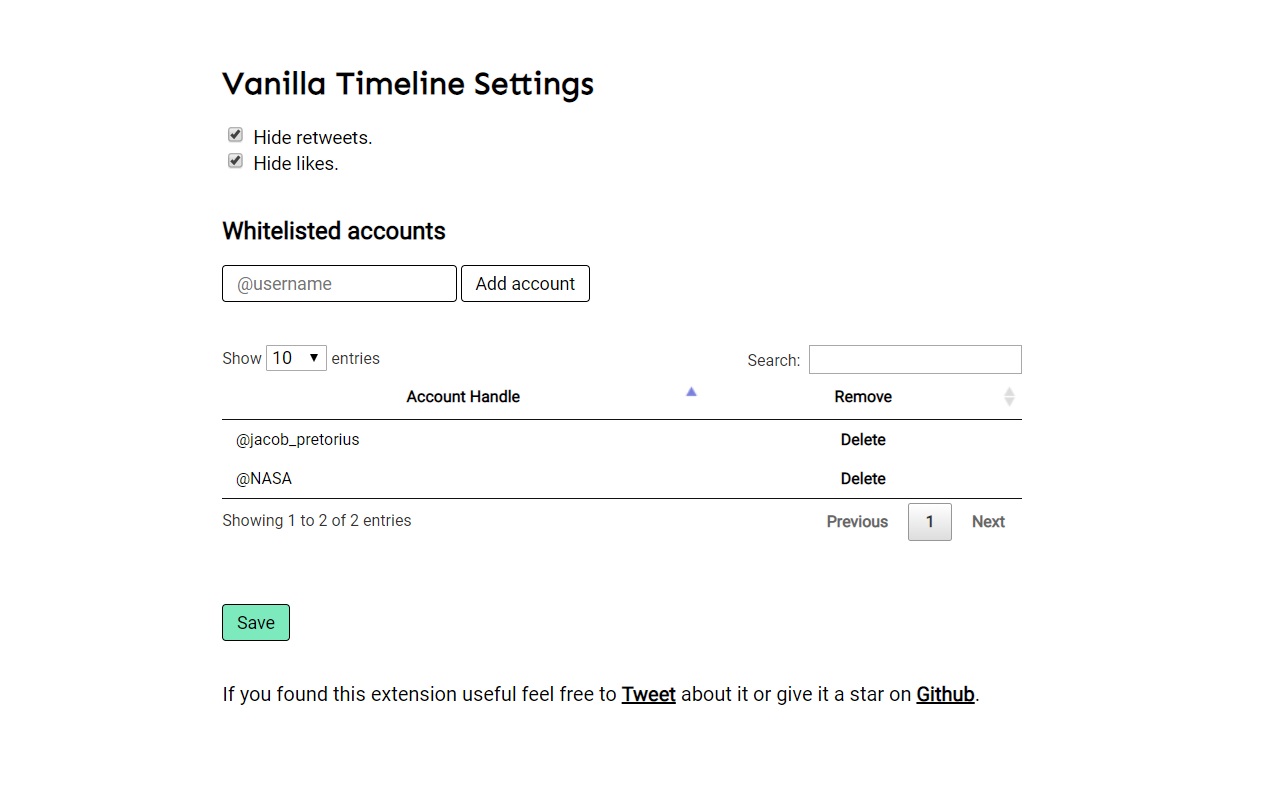 Vanilla Timeline Settings
Hide retweets.
Hide likes.
Whitelisted accounts
@username Add account
Show 10 entries Search:
Account Handle Remove
@jacob_pretorius Delete
@NASA Delete
Showing 1 to 2 of 2 entries Previous 1 Next
Save
If you found this extension useful feel free to Tweet about it or give it a star on Github.